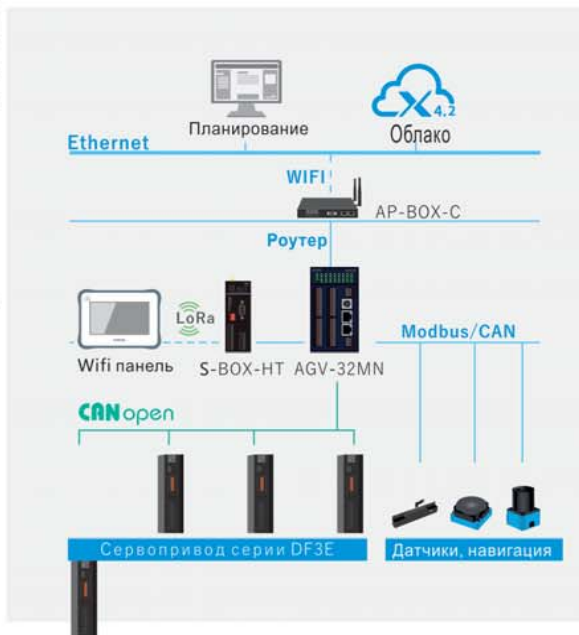 X 4.2
Планирование
Облако
Ethernet
WIFI
AP-BOX-C
Роутер
LoRa
Modbus/CAN
Wifi панель
S-BOX-HT
AGV-32MN
CANopen
Сервопривод серии DF3E
Датчики, навигация